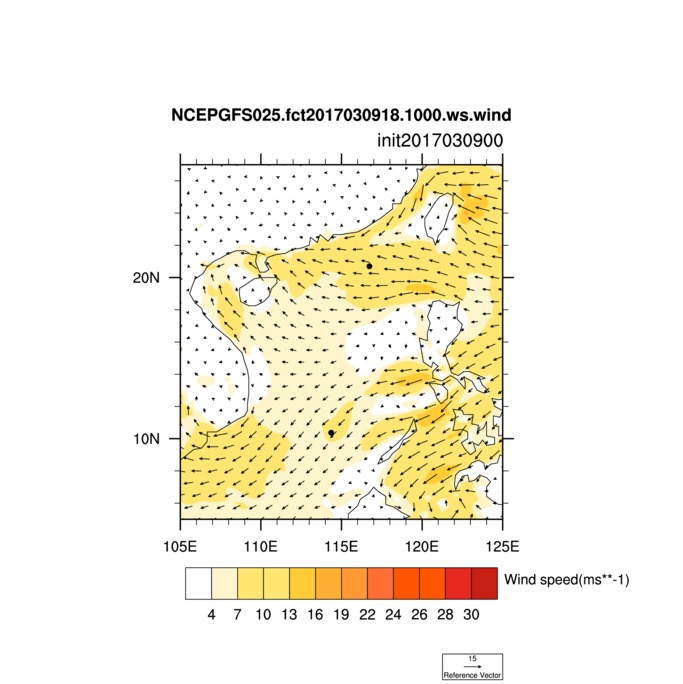 NCEPGFS025.fct2017030918.1000.ws.wind
init2017030900
20N
10N
105E 110E 115E 120E 125E
Wind speed(ms**-1)
4 7 10 13 16 19 22 24 26 28 30
15
Reference Vector